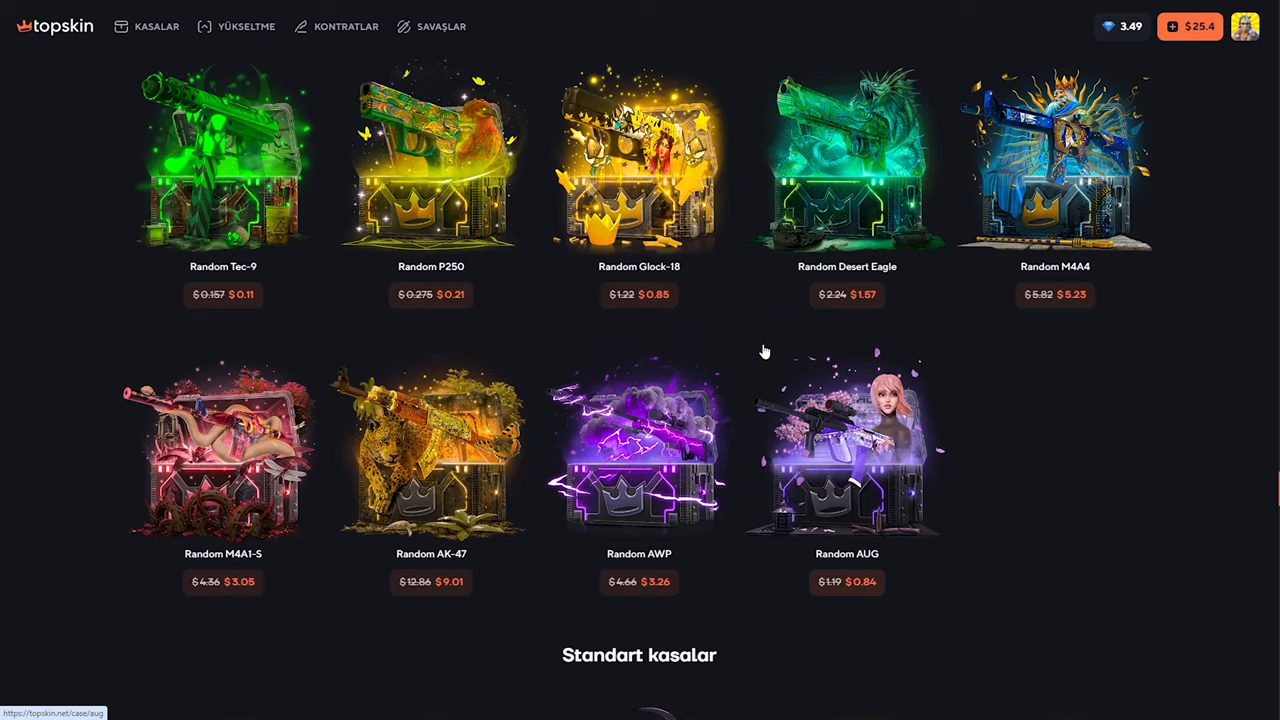 topskin
KASALAR
YÜKSELTME
KONTRATLAR
SAVAŞLAR
3.49
$25.4
Random Tec-9
Random P250
Random Glock-18
Random Desert Eagle
Random M4A4
$0.157 $0.11
$0.275 $0.21
$1.22 $0.85
$2.24 $1.57
$5.82 $5.23
Random M4A1-S
Random AK-47
Random AWP
Random AUG
$4.36 $3.05
$12.86 $9.01
$4.66 $3.26
$1.19 $0.84
Standart kasalar
https://topskin.net/case/aug